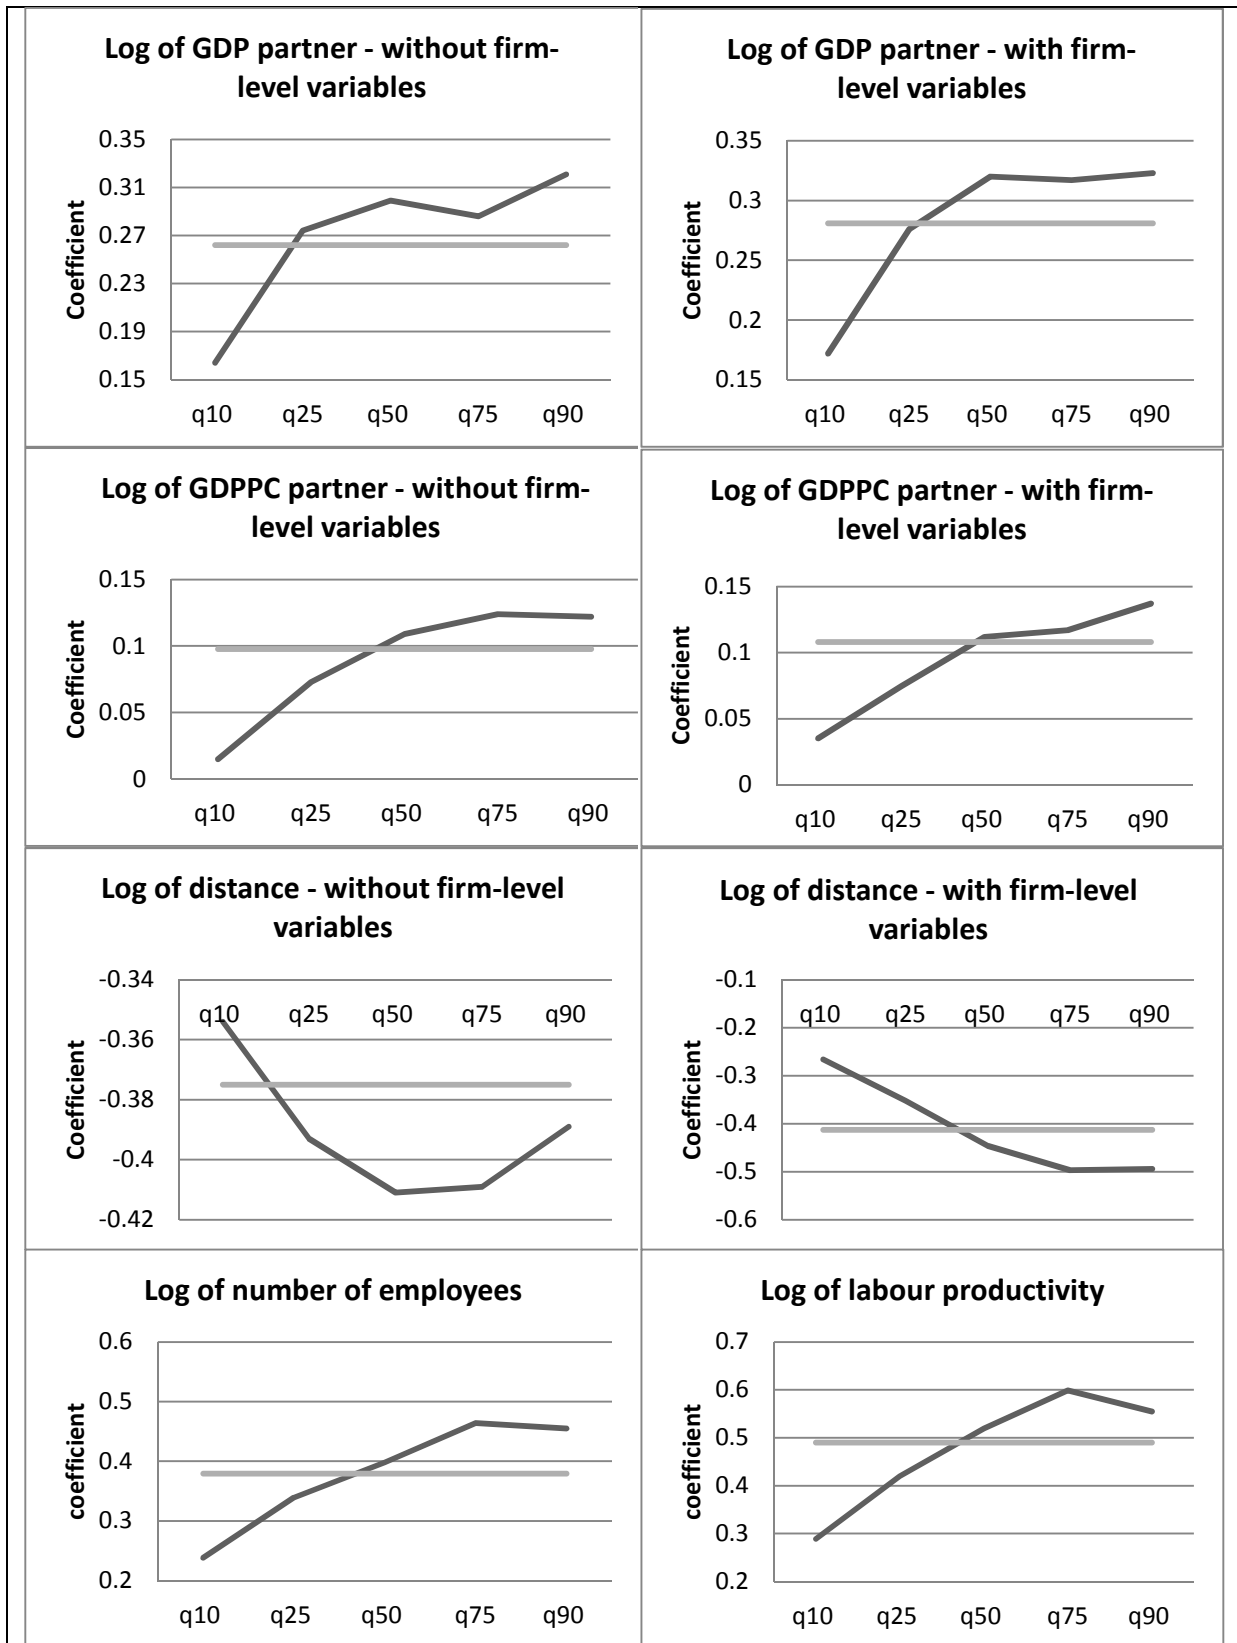 Log of GDP partner - without firm-
level variables
0.35
0.31
0.27
0.23
0.19
0.15
Coefficient
q10 q25 q50 q75 q90
Log of GDP partner - with firm-
level variables
0.35
0.3
0.25
0.2
0.15
Coefficient
q10 q25 q50 q75 q90
Log of GDPPC partner - without firm-
level variables
0.15
0.1
0.05
0
Coefficient
q10 q25 q50 q75 q90
Log of GDPPC partner - with firm-
level variables
0.15
0.1
0.05
0
Coefficient
q10 q25 q50 q75 q90
Log of distance - without firm-level
variables
-0.34
-0.36
-0.38
-0.4
-0.42
Coefficient
q10 q25 q50 q75 q90
Log of distance - with firm-level
variables
-0.1
-0.2
-0.3
-0.4
-0.5
-0.6
Coefficient
q10 q25 q50 q75 q90
Log of number of employees
0.6
0.5
0.4
0.3
0.2
coefficient
q10 q25 q50 q75 q90
Log of labour productivity
0.7
0.6
0.5
0.4
0.3
0.2
coefficient
q10 q25 q50 q75 q90